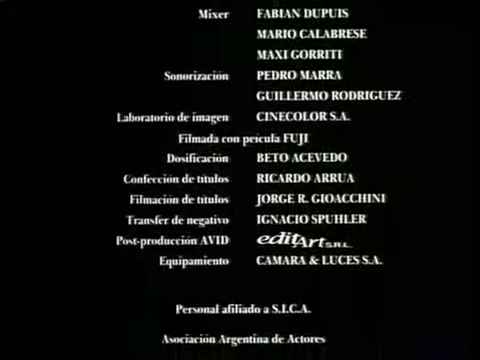 Mixer FABIAN DUPUIS
MARIO CALABRESE
MAXI GORRITI
Sonorización PEDRO MARRA
GUILLERMO RODRIGUEZ
Laboratorio de imagen CINECOLOR S.A.
Filmada con peícula FUJI
Dosificación BETO ACEVEDO
Confección de títulos RICARDO ARRUA
Filmación de títulos JORGE R. GIOACCHINI
Transfer de negativo IGNACIO SPUHLER
Post-producción AVID editArt S.R.L.
Equipamiento CAMARA & LUCES S.A.
Personal afiliado a S.I.C.A.
Asociación Argentina de Actores